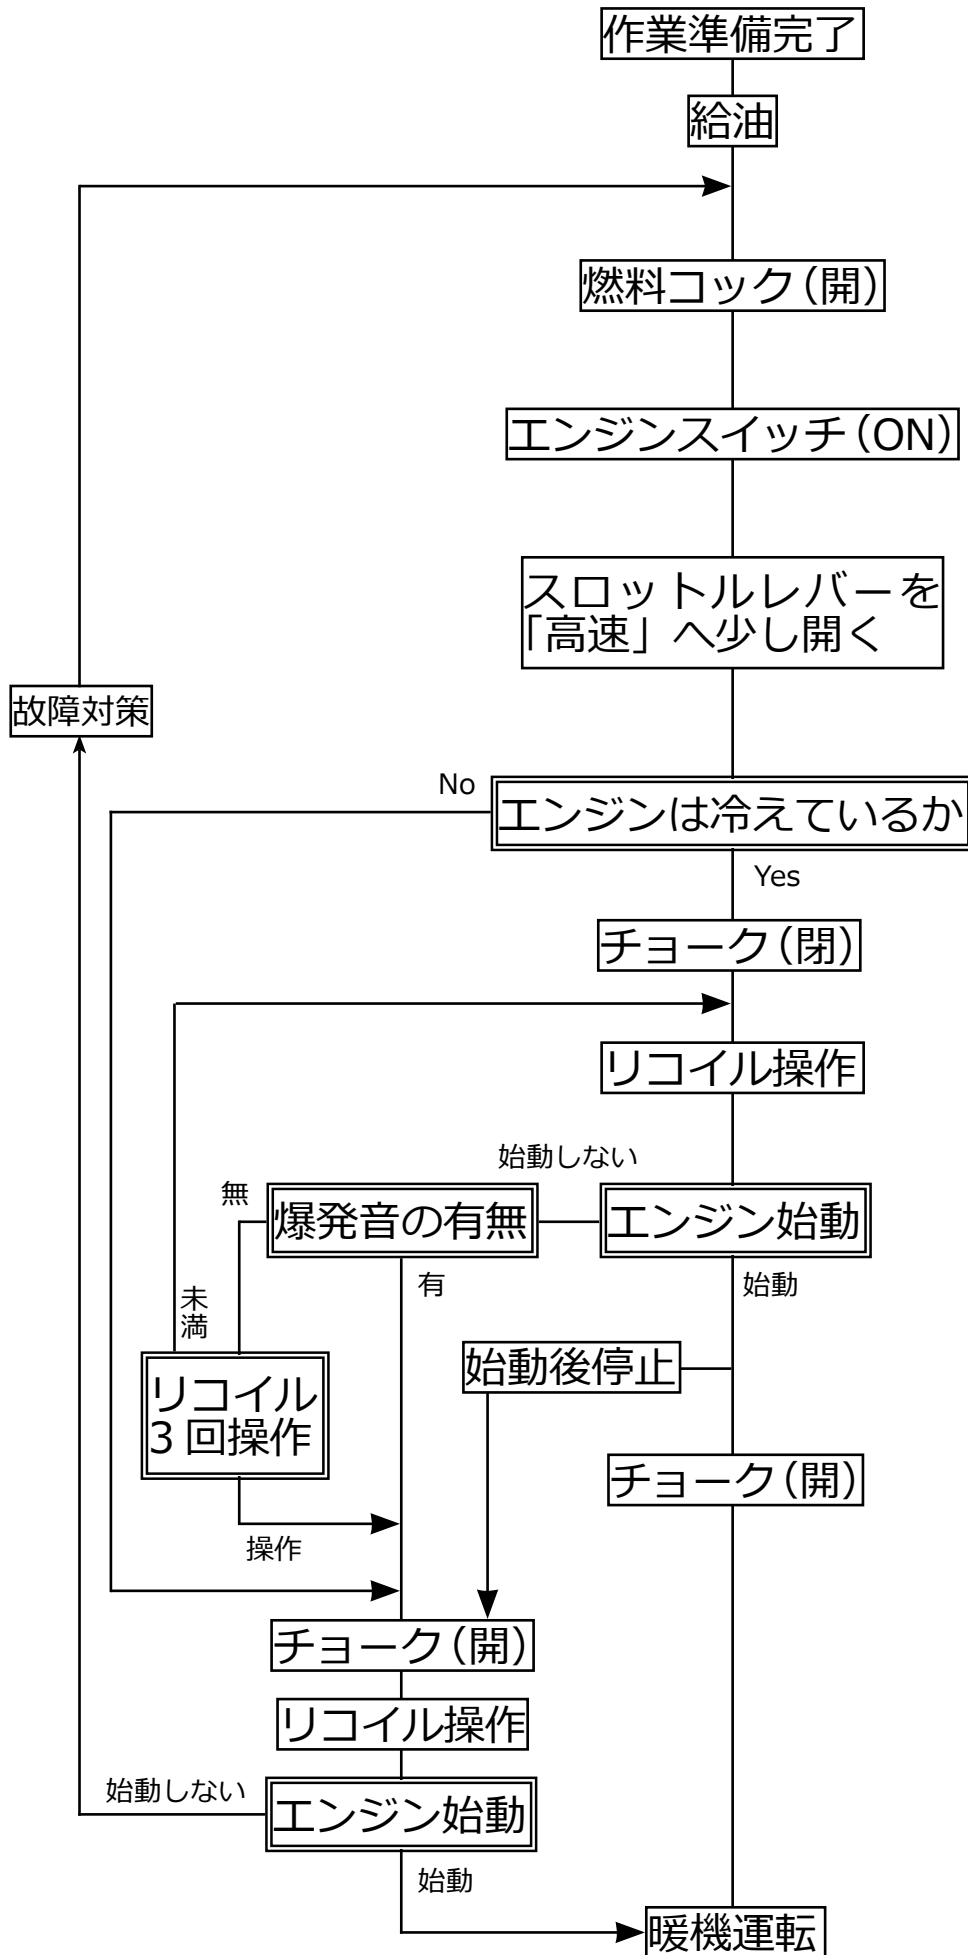 作業準備完了
給油
燃料コック（開）
エンジンスイッチ（ON）
スロットルレバーを
「高速」へ少し開く
故障対策
No
エンジンは冷えているか
Yes
チョーク（閉）
リコイル操作
始動しない
無
爆発音の有無
エンジン始動
有
始動
未
満
始動後停止
リコイル
3回操作
チョーク（開）
操作
チョーク（開）
リコイル操作
始動しない
エンジン始動
始動
暖機運転